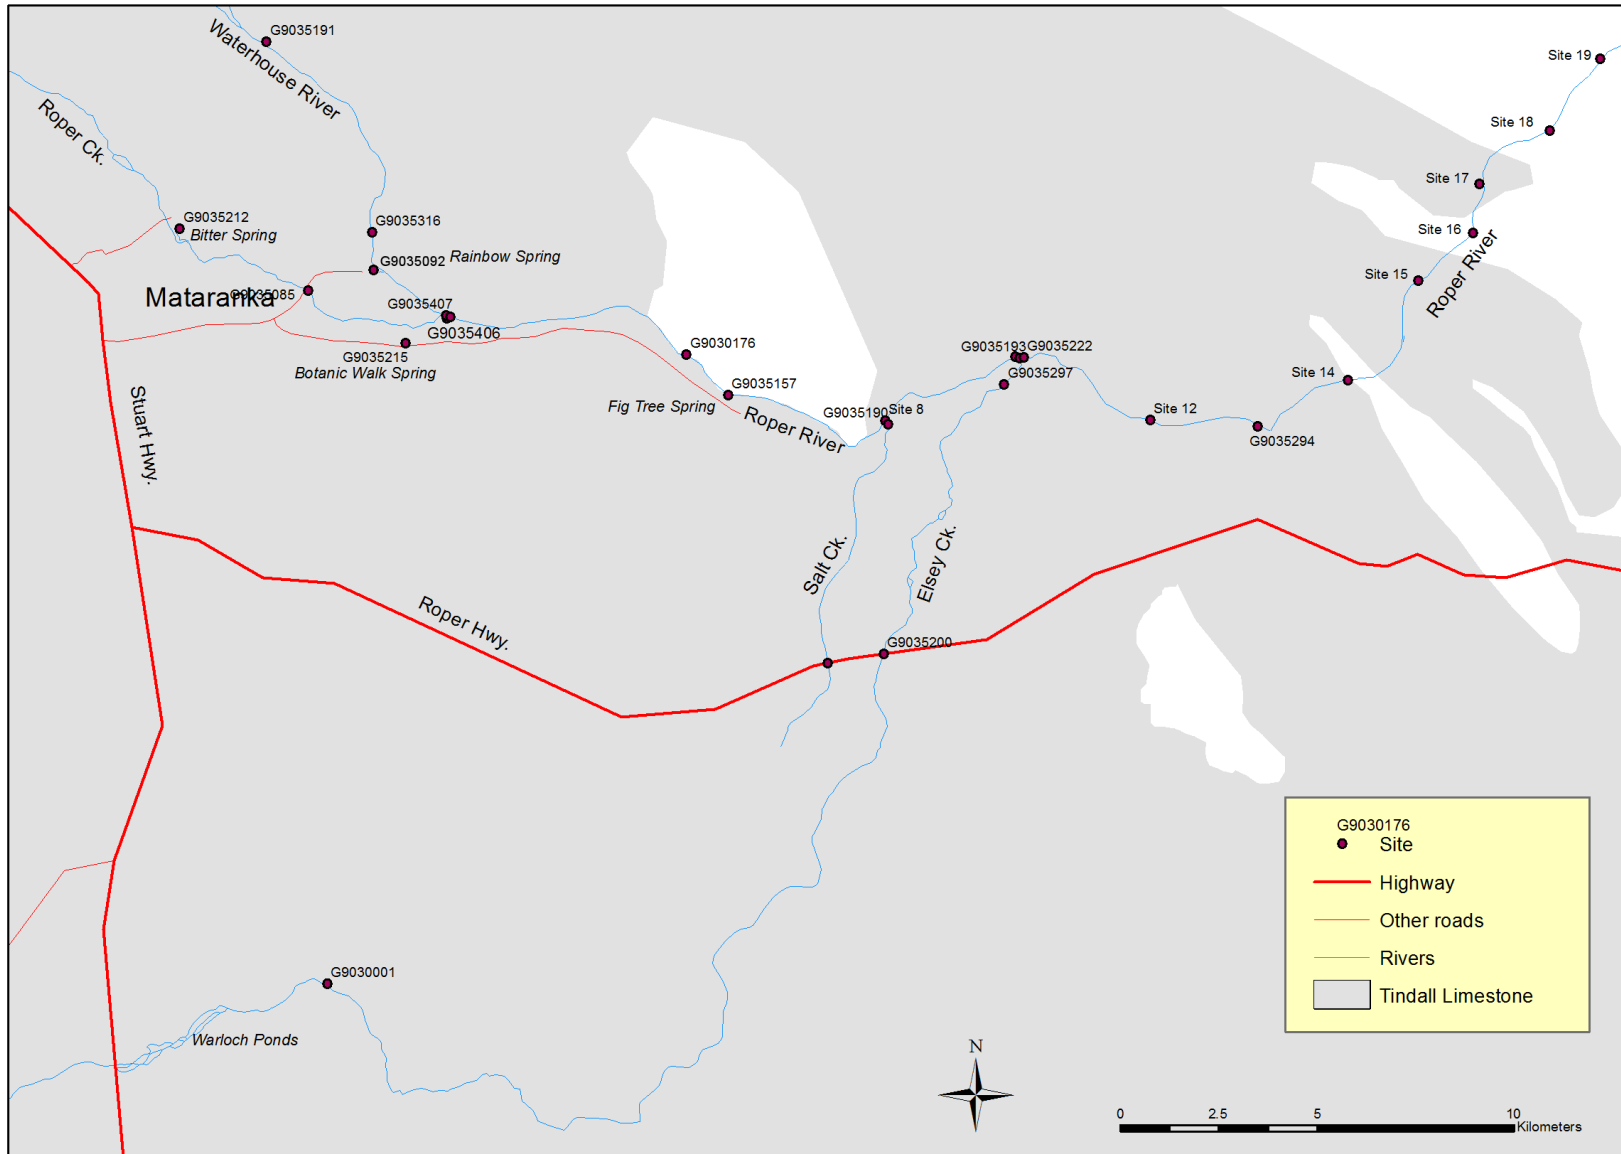 G9035191
Waterhouse River
Site 19
Roper Ck.
Site 18
Site 17
G9035212
Bitter Spring
G9035316
Rainbow Spring
G9035092
Site 16
Roper River
Site 15
Mataranka
G9035085
G9035407
G9035406
G9035215
Botanic Walk Spring
G9030176
G9035157
Fig Tree Spring
Roper River
G9035193
G9035222
G9035297
G9035190
Site 8
Site 14
Site 12
G9035294
Stuart Hwy.
Salt Ck.
Elsey Ck.
Roper Hwy.
G9035200
G9030001
Warloch Ponds
G9030176
Site
Highway
Other roads
Rivers
Tindall Limestone
N
0 2.5 5 10
Kilometers